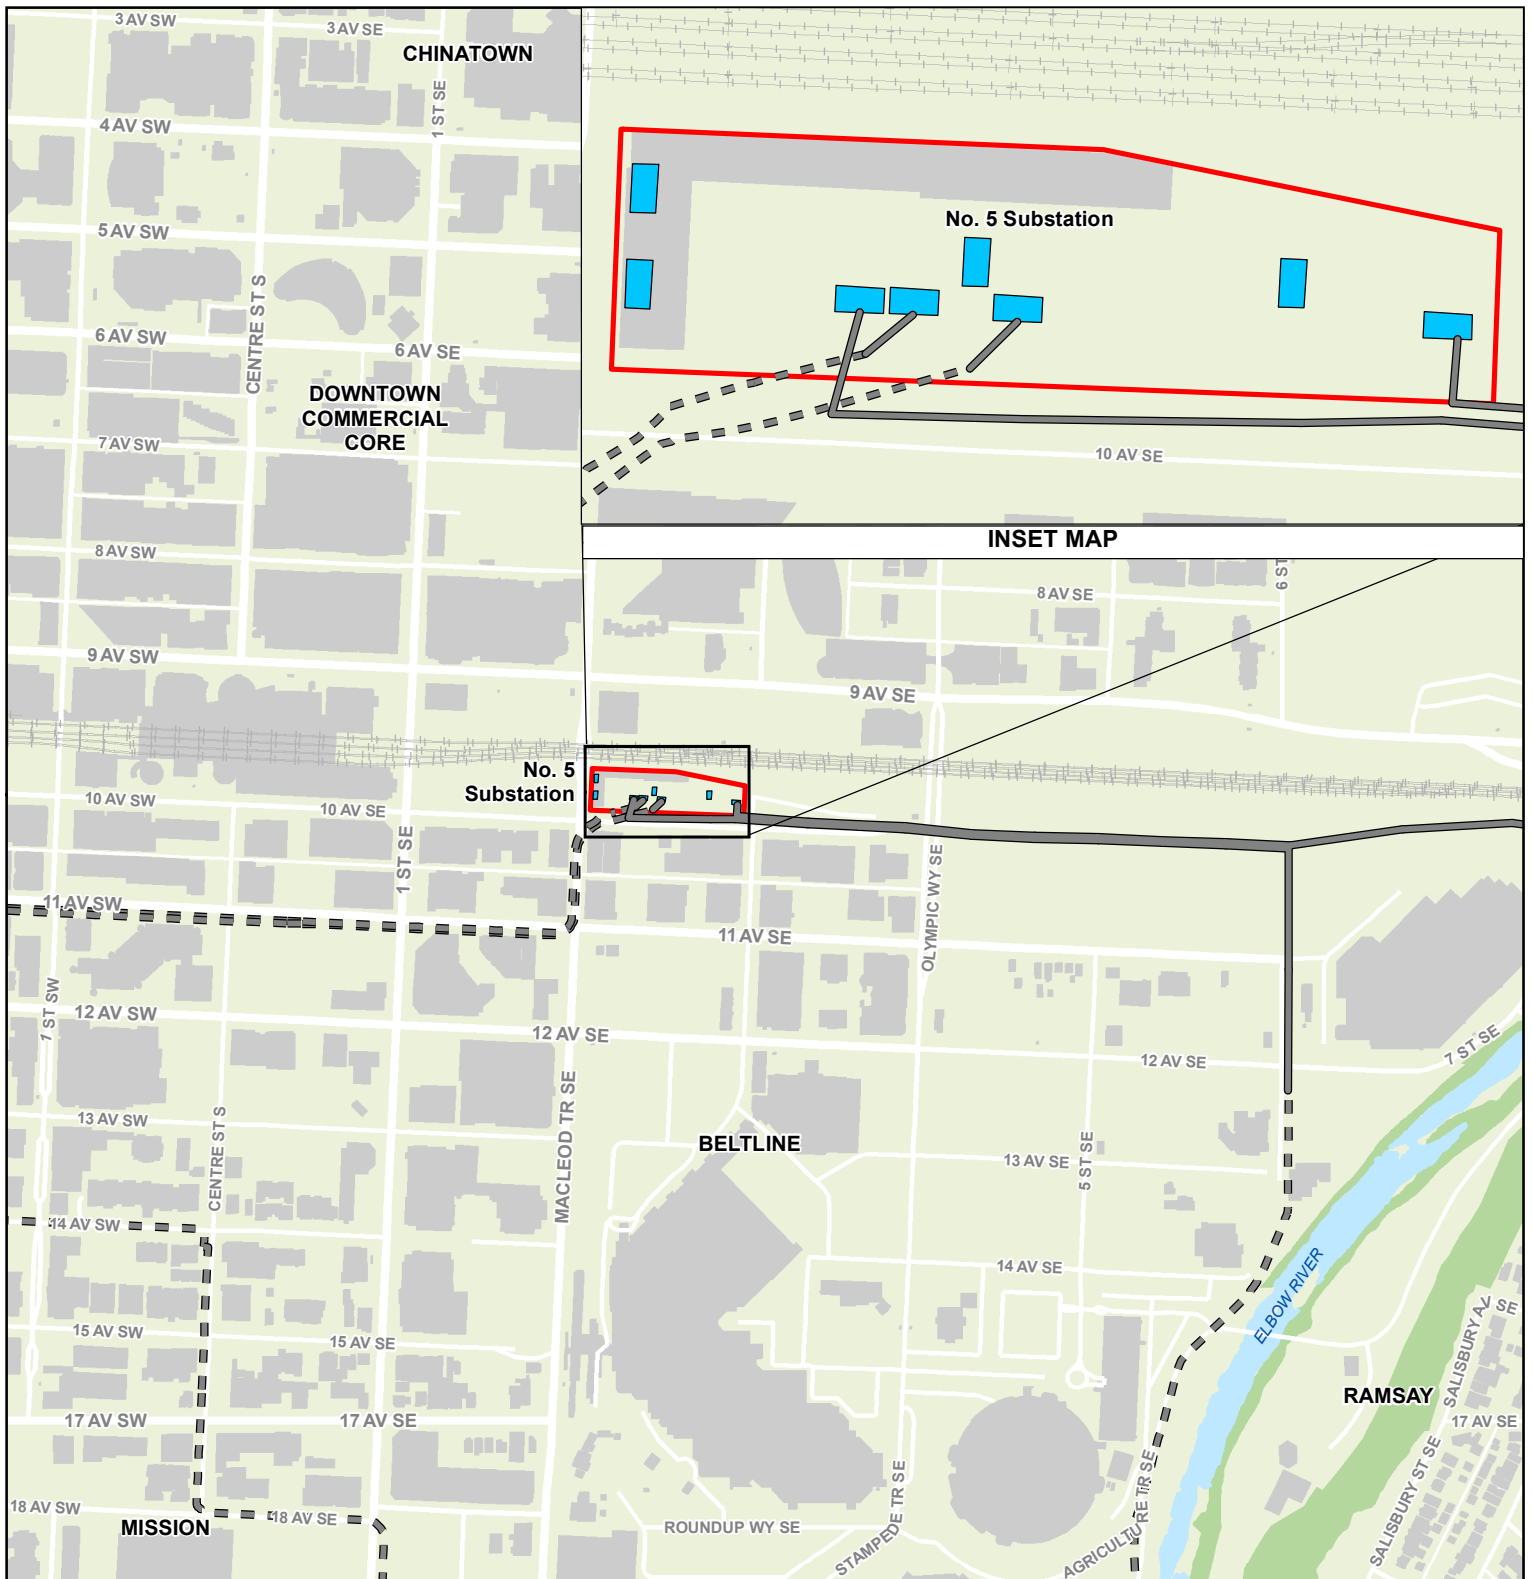 3 AV SW
3 AV SE
CHINATOWN
1 ST SE
4 AV SW
No. 5 Substation
5 AV SW
CENTRE ST S
6 AV SW
6 AV SE
DOWNTOWN
COMMERCIAL
CORE
7 AV SW
10 AV SE
INSET MAP
8 AV SW
6 ST
8 AV SE
9 AV SW
9 AV SE
No. 5
Substation
10 AV SW
10 AV SE
1 ST SE
OLYMPIC WY SE
11 AV SW
11 AV SE
1 ST SW
12 AV SW
12 AV SE
12 AV SE
7 ST SE
MACLEOD TR SE
13 AV SW
CENTRE ST S
BELTLINE
13 AV SE
5 ST SE
14 AV SW
14 AV SE
ELBOW RIVER
15 AV SW
15 AV SE
SALISBURY AV SE
RAMSAY
17 AV SW
17 AV SE
17 AV SE
SALISBURY ST SE
18 AV SW
18 AV SE
MISSION
ROUNDUP WY SE
STAMPEDE TR SE
AGRICULTURE TR SE